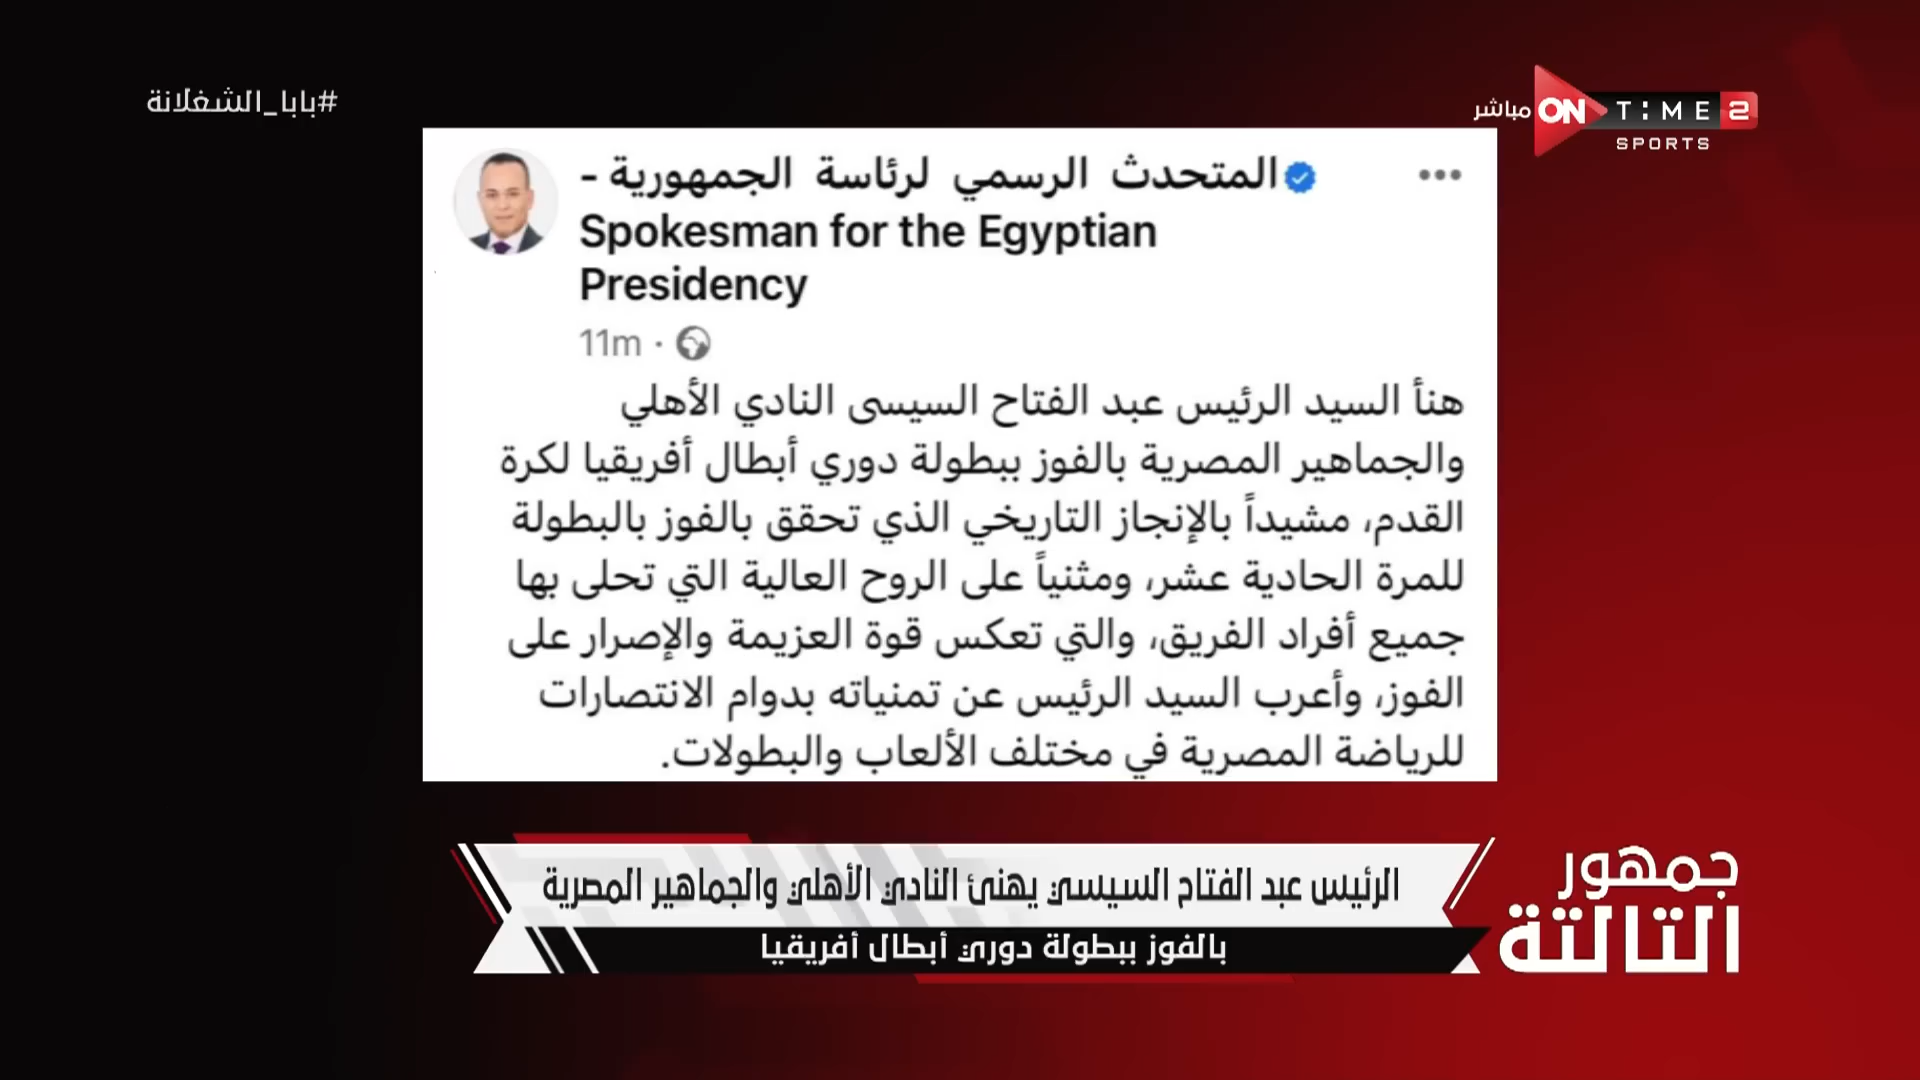 #بابا_الشغلانة
مباشر ON TIME 2
SPORTS
المتحدث الرسمي لرئاسة الجمهورية -
Spokesman for the Egyptian
Presidency
11m ·
هنأ السيد الرئيس عبد الفتاح السيسى النادي الأهلي
والجماهير المصرية بالفوز ببطولة دوري أبطال أفريقيا لكرة
القدم، مشيداً بالإنجاز التاريخي الذي تحقق بالفوز بالبطولة
للمرة الحادية عشر، ومثنياً على الروح العالية التي تحلى بها
جميع أفراد الفريق، والتي تعكس قوة العزيمة والإصرار على
الفوز، وأعرب السيد الرئيس عن تمنياته بدوام الانتصارات
للرياضة المصرية في مختلف الألعاب والبطولات.
الرئيس عبد الفتاح السيسي يهنئ النادي الأهلي والجماهير المصرية
بالفوز ببطولة دوري أبطال أفريقيا
جمهور
التالتة